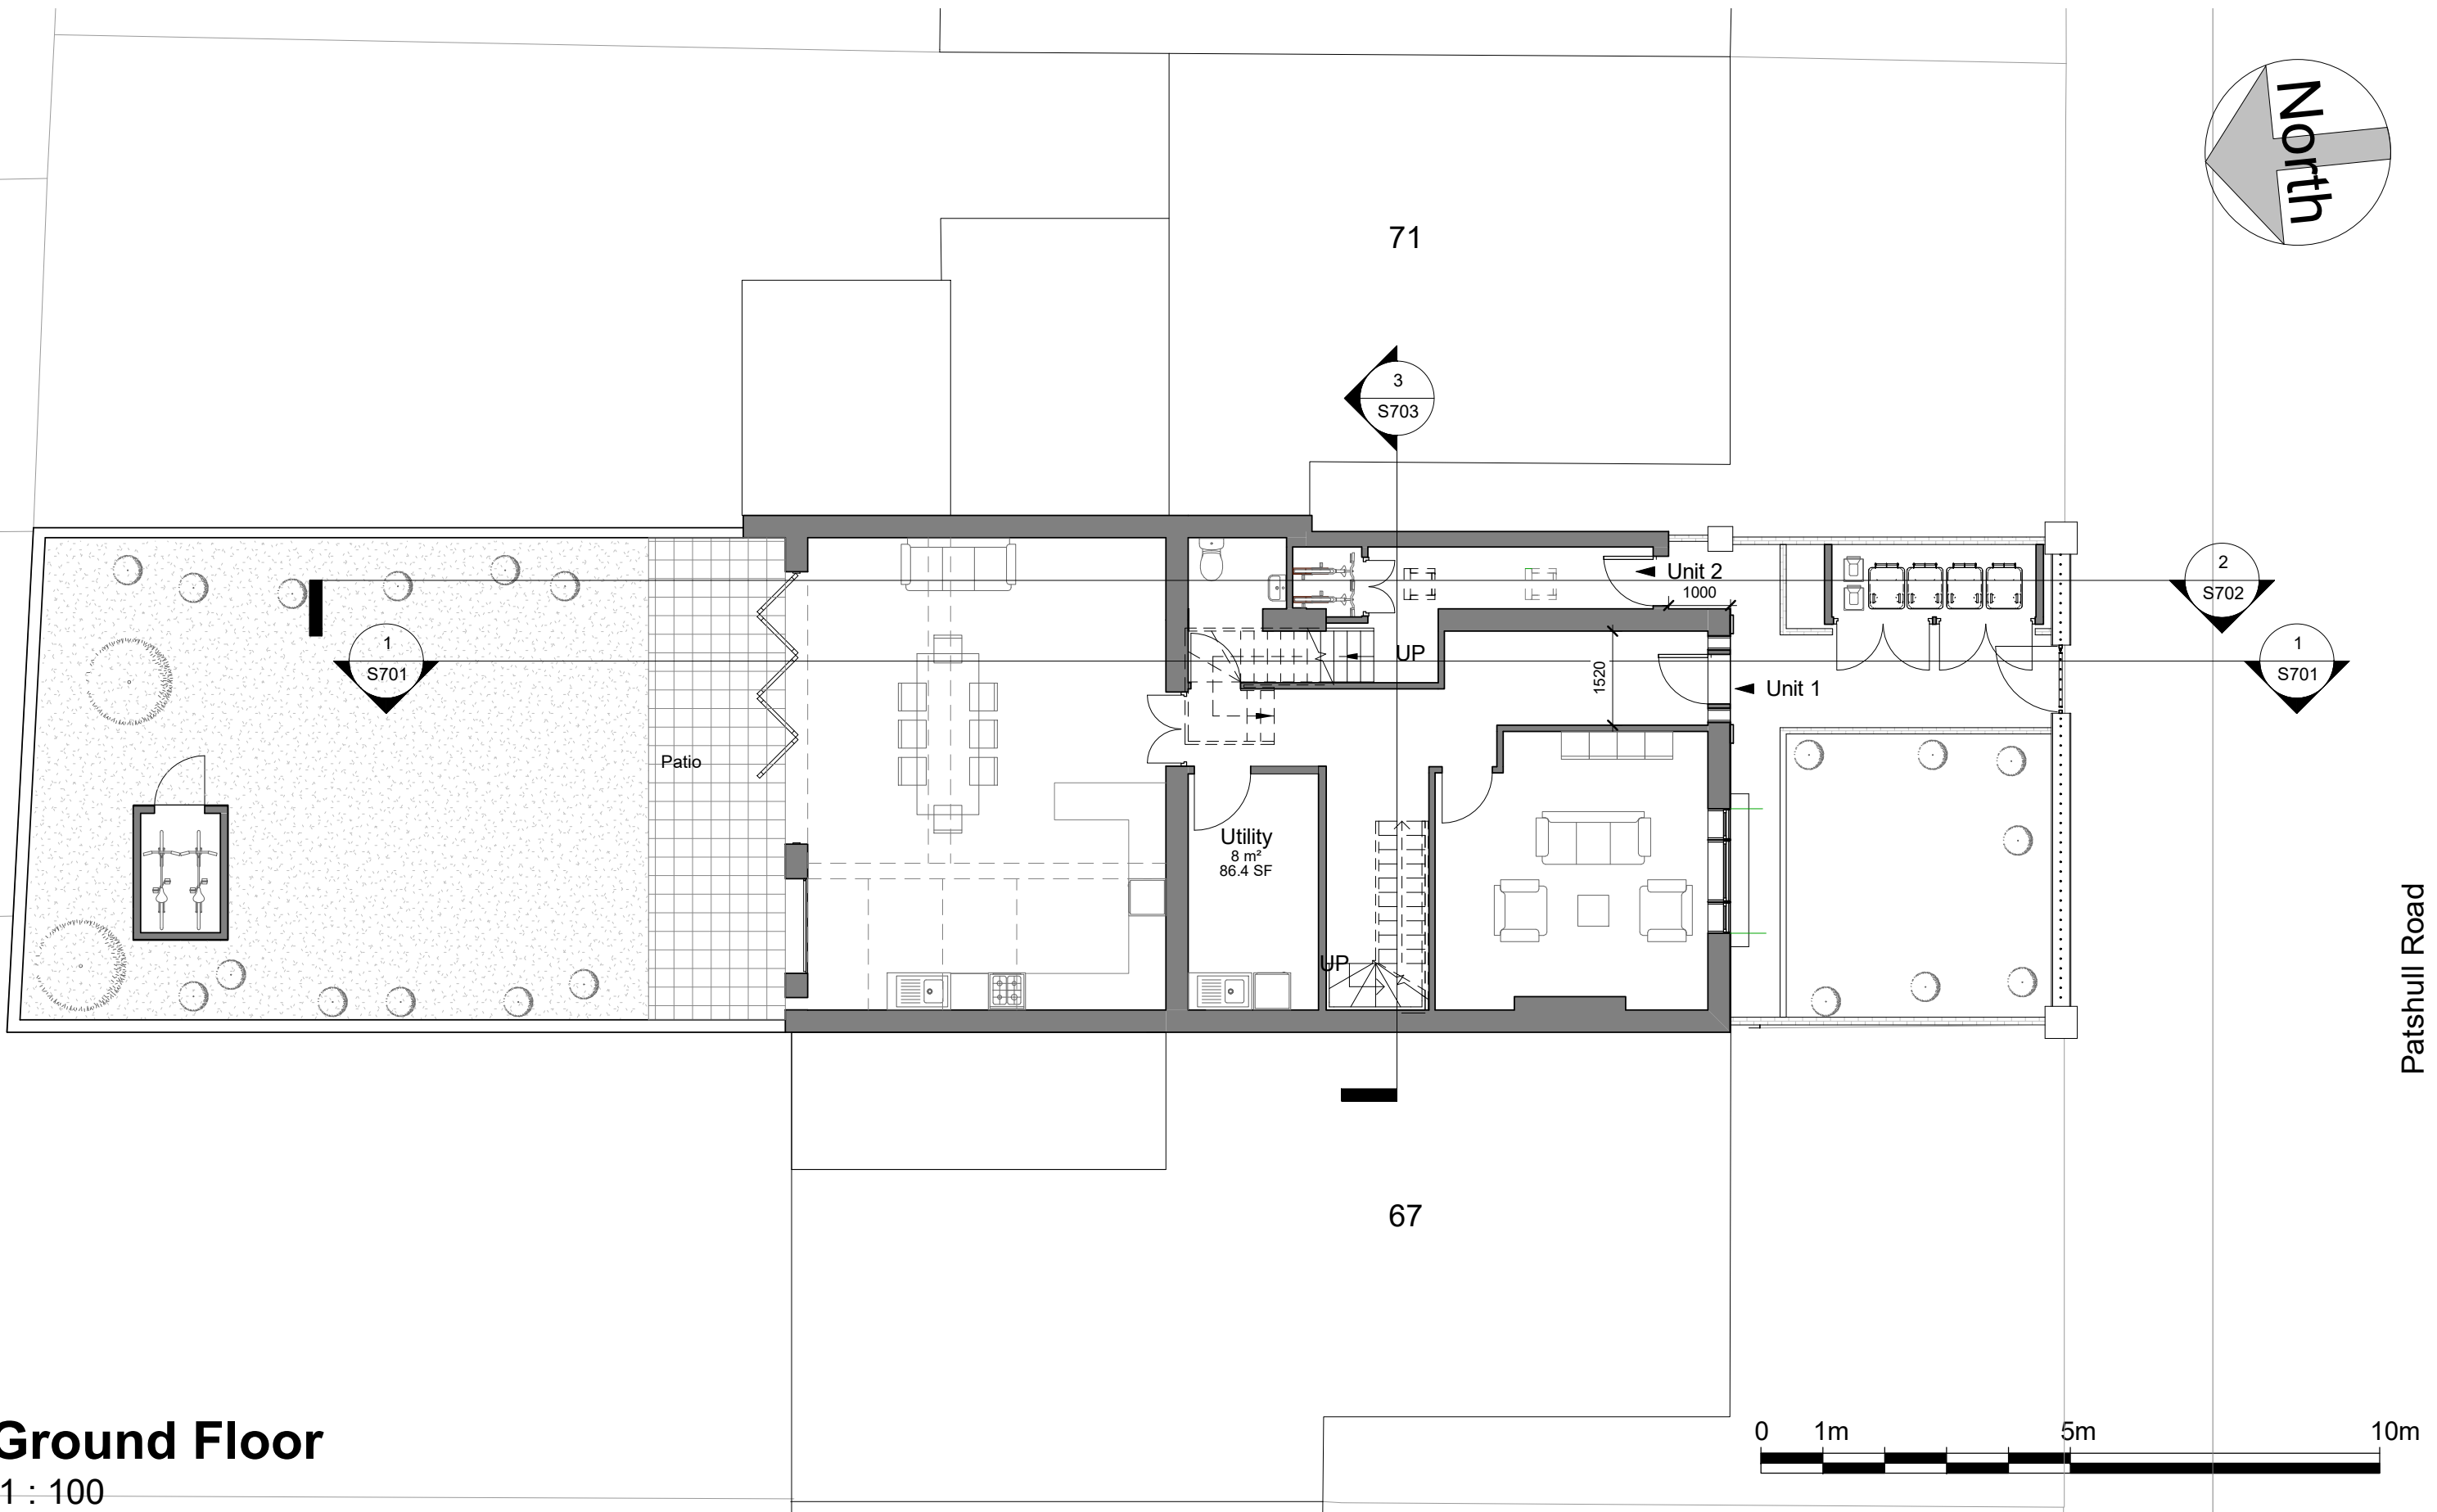 North
71
3
S703
Unit 2
1000
2
S702
UP
1
S701
1520
Unit 1
1
S701
Patio
Utility
8 m²
86.4 SF
UP
Patshull Road
67
Ground Floor
1 : 100
0 1m 5m 10m